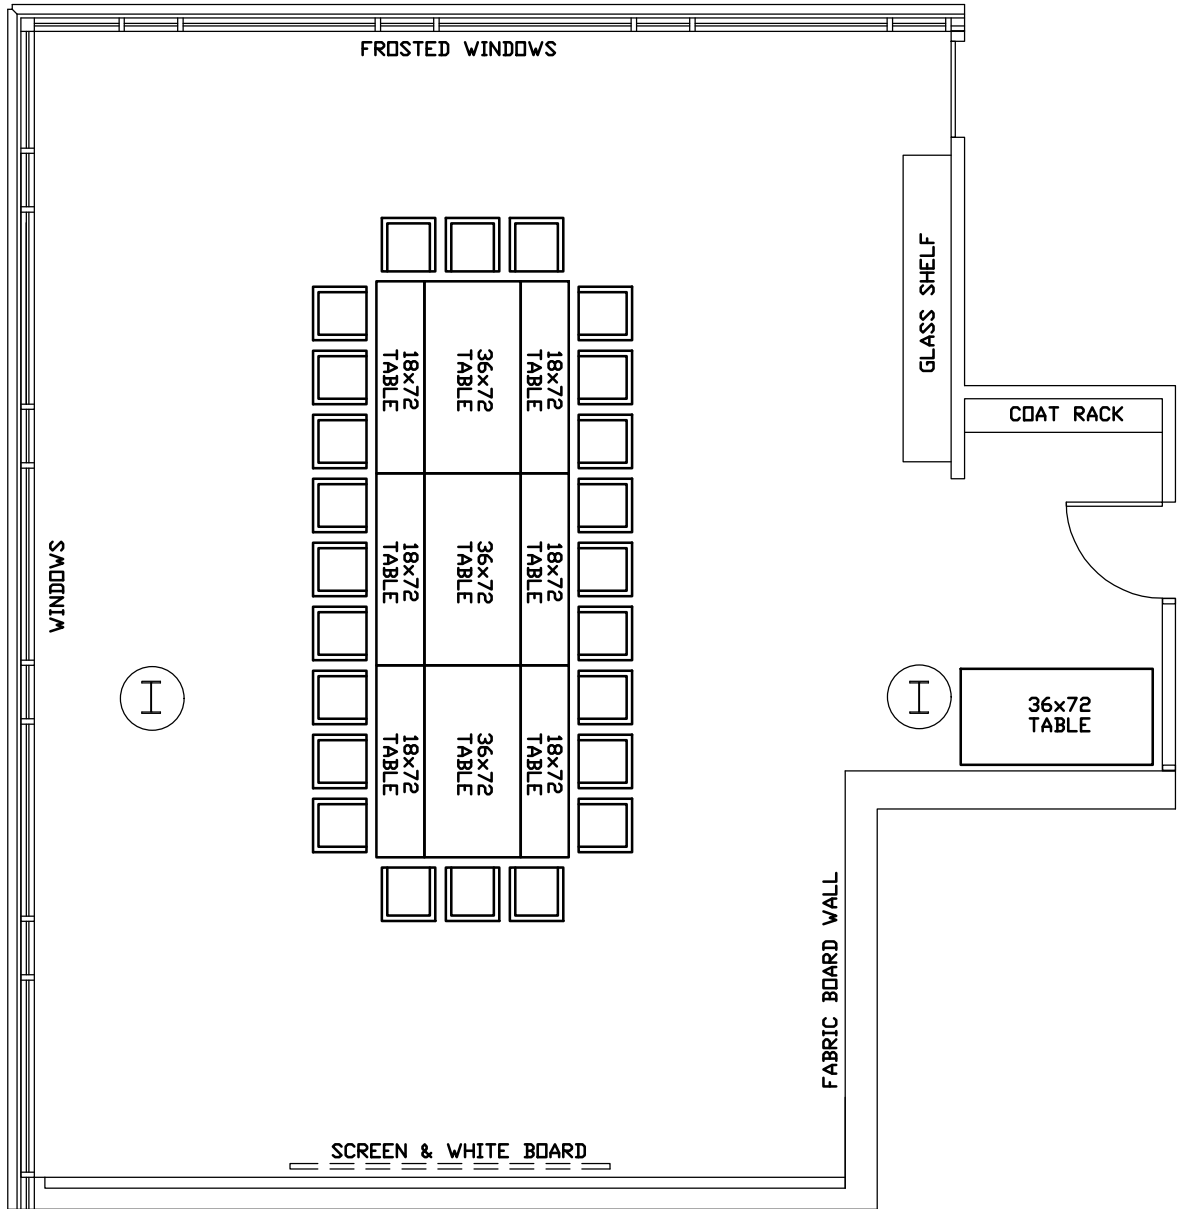 FROSTED WINDOWS
GLASS SHELF
COAT RACK
18x72
TABLE
36x72
TABLE
18x72
TABLE
18x72
TABLE
36x72
TABLE
18x72
TABLE
WINDOWS
18x72
TABLE
36x72
TABLE
18x72
TABLE
36x72
TABLE
FABRIC BOARD WALL
SCREEN & WHITE BOARD